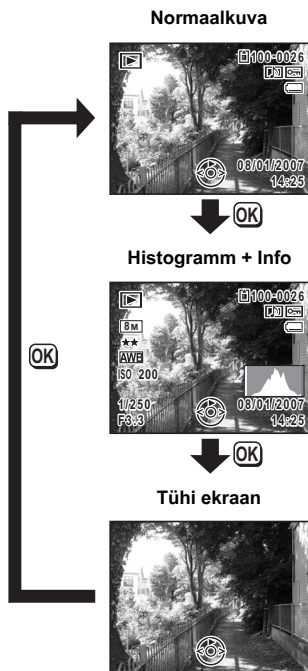 Normaalkuva
100-0026
08/01/2007
14:25
OK
Histogramm + Info
100-0026
8M
★★
AWB
ISO 200
1/250
F3.3
08/01/2007
14:25
OK
OK
Tühi ekraan